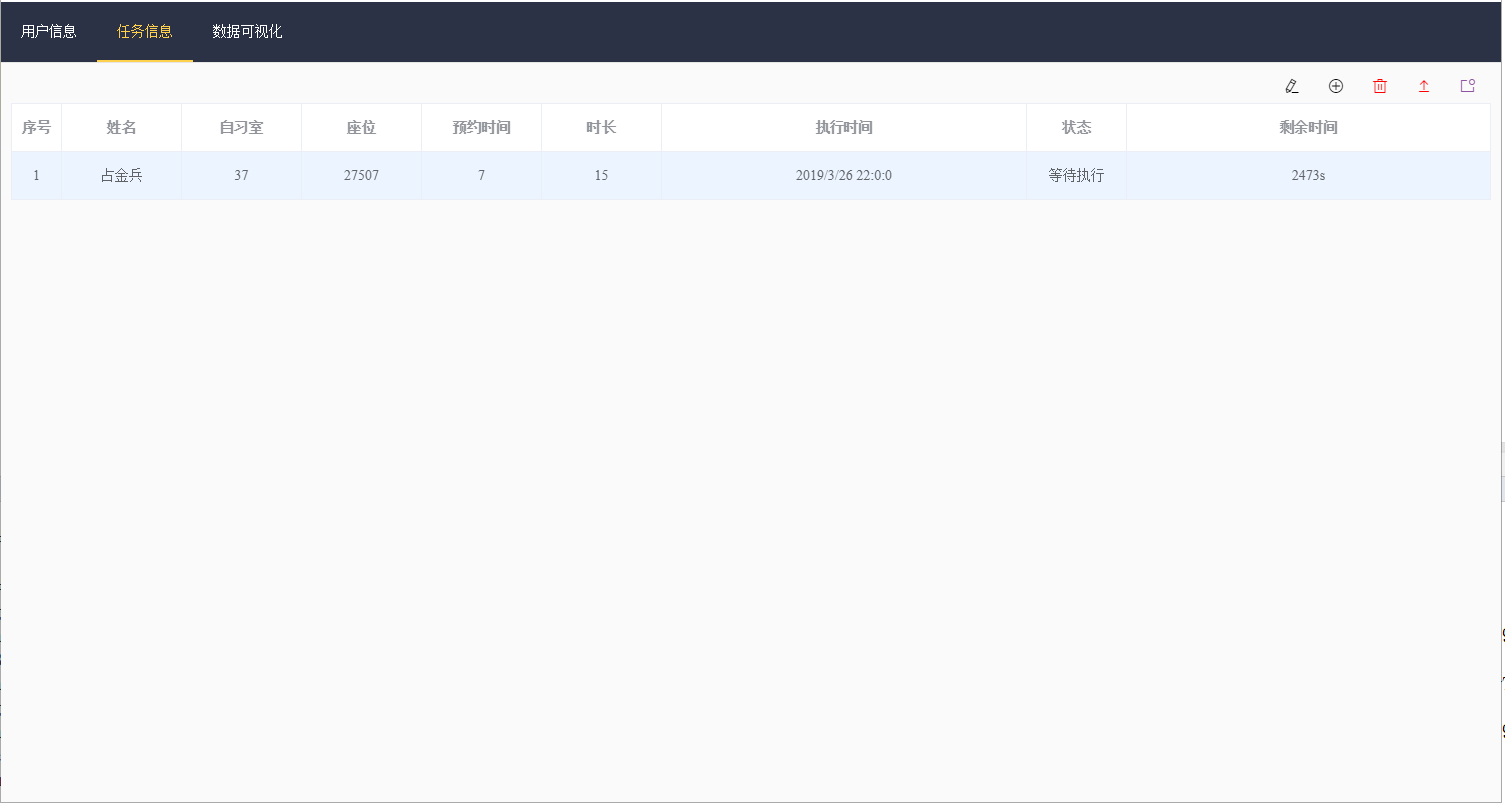 用户信息 任务信息 数据可视化
序号 姓名 自习室 座位 预约时间 时长 执行时间 状态 剩余时间
1 占金兵 37 27507 7 15 2019/3/26 22:0:0 等待执行 2473s